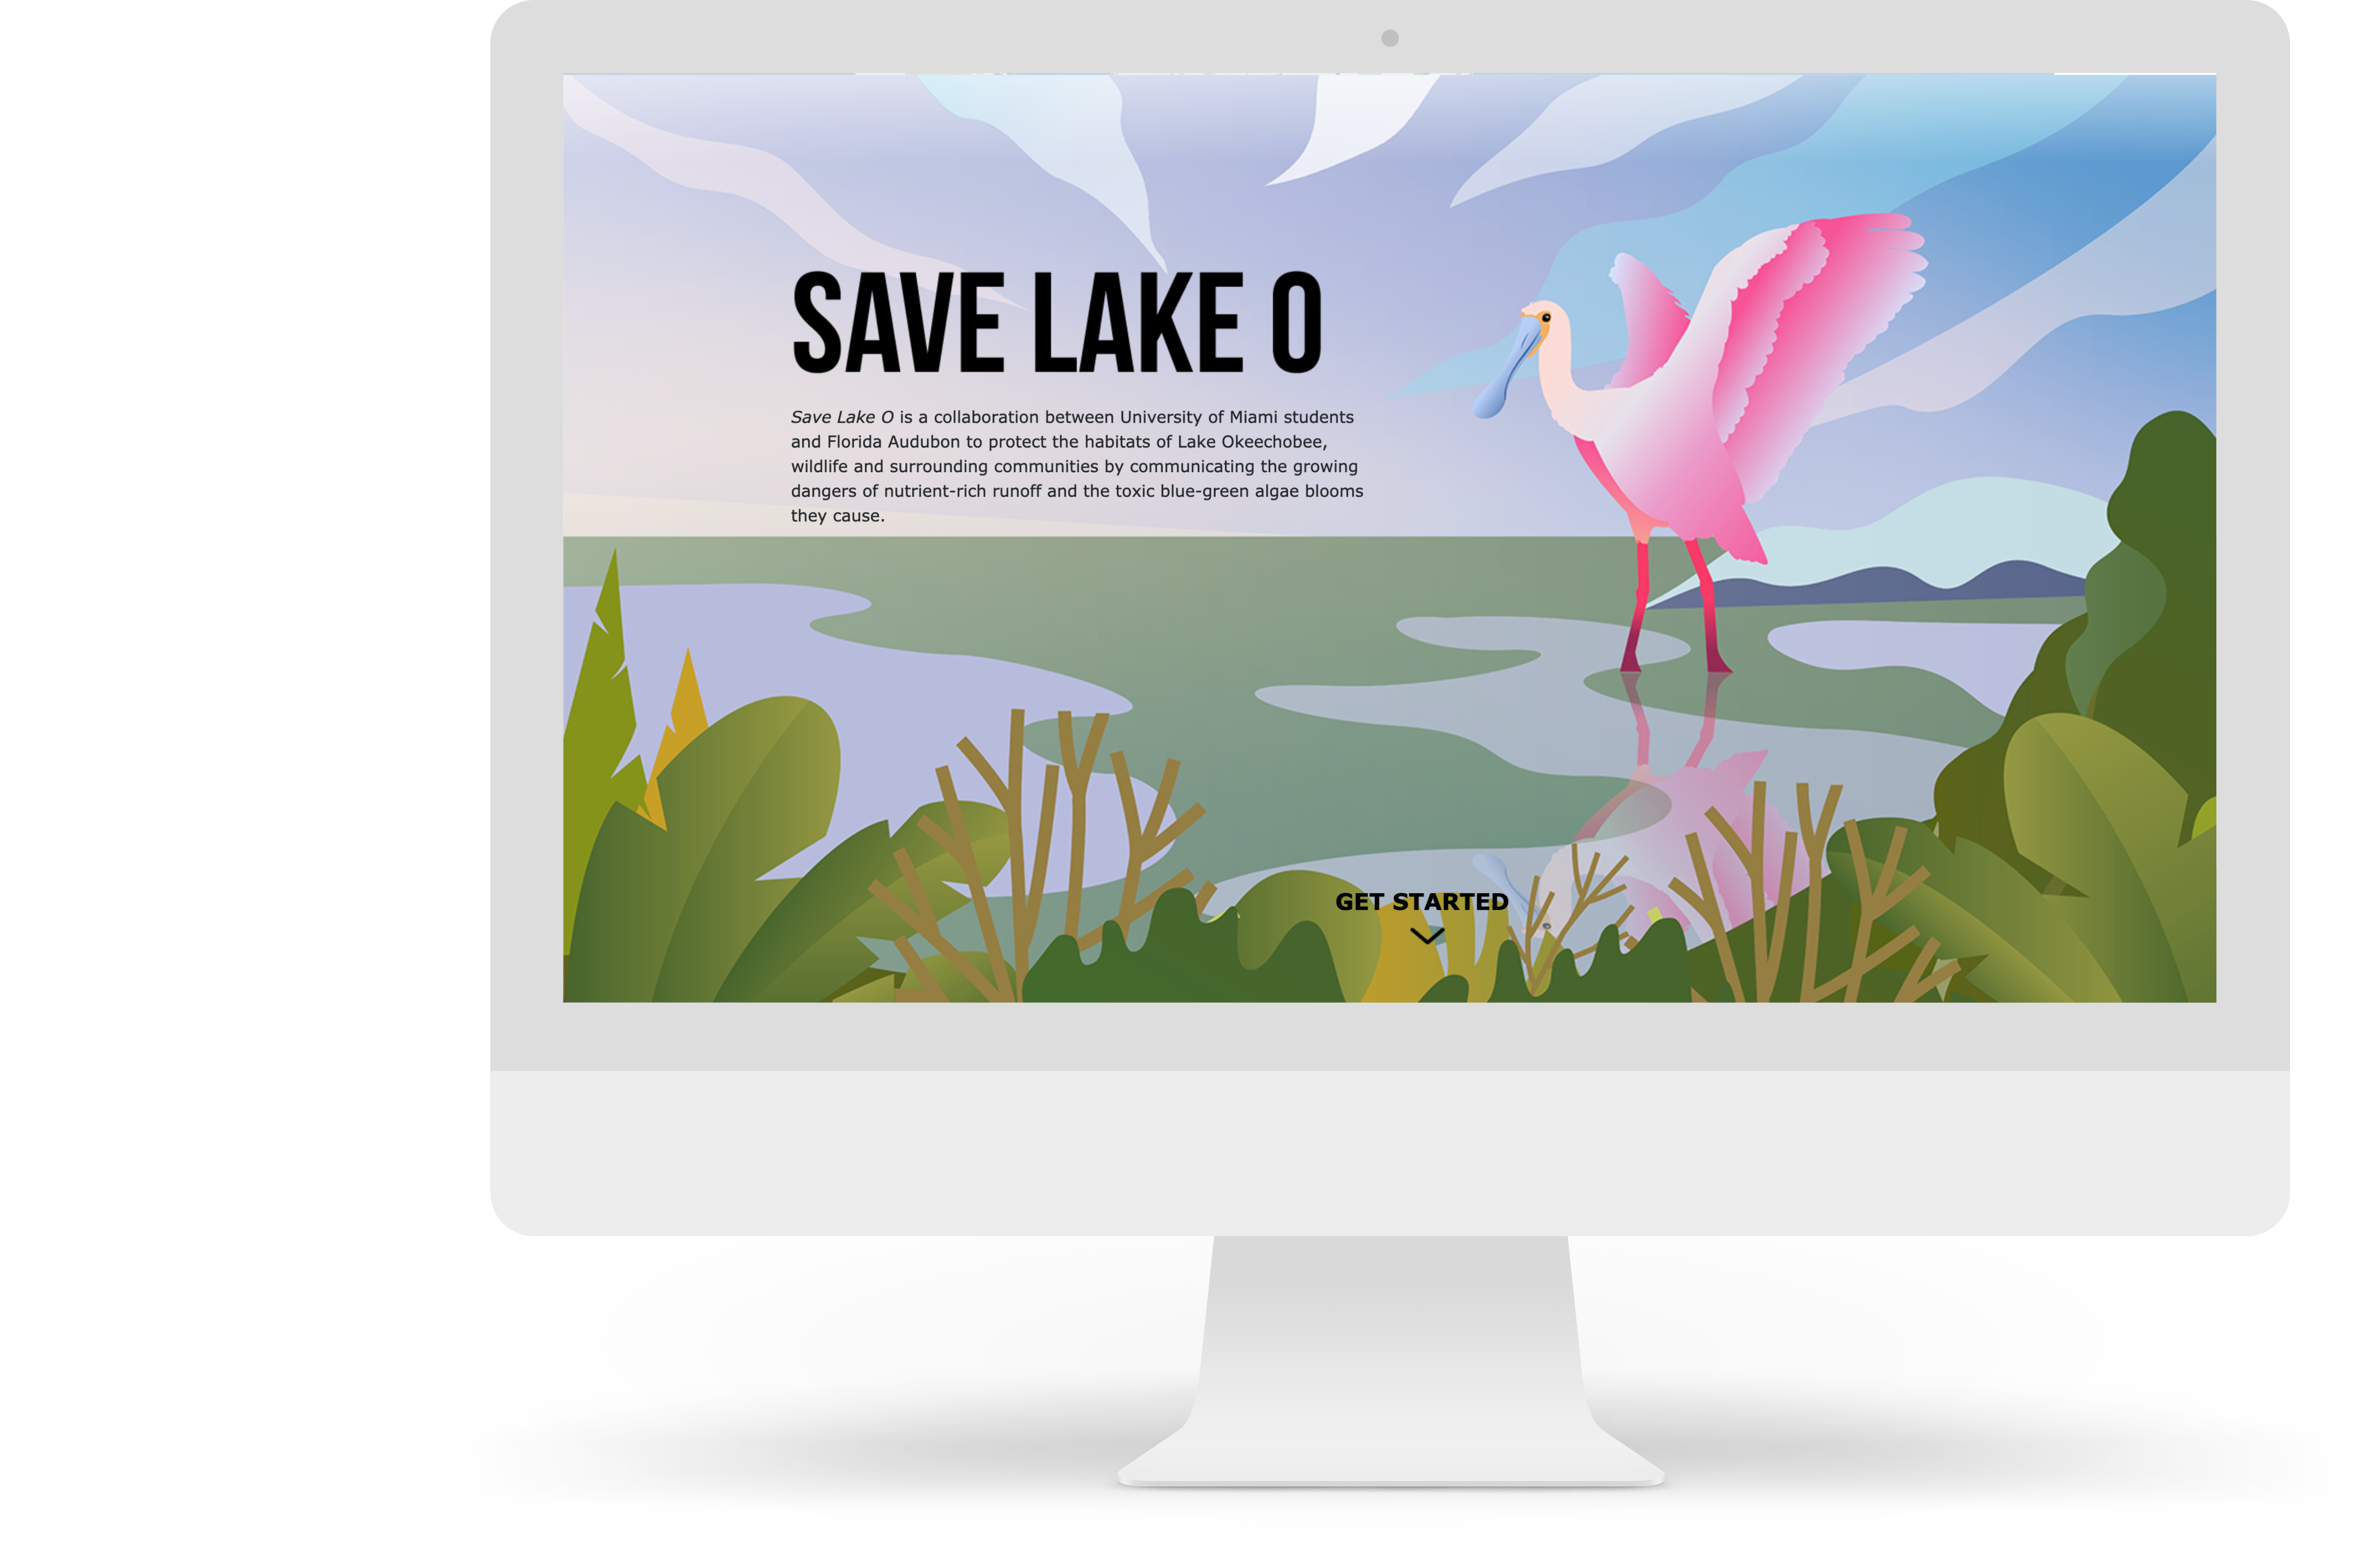 SAVE LAKE O
Save Lake O is a collaboration between University of Miami students
and Florida Audubon to protect the habitats of Lake Okeechobee,
wildlife and surrounding communities by communicating the growing
dangers of nutrient-rich runoff and the toxic blue-green algae blooms
they cause.
GET STARTED